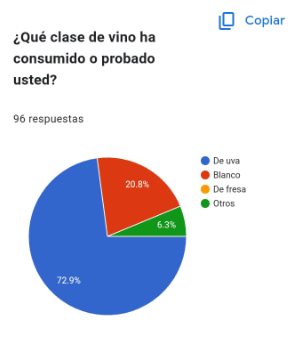 Copiar
¿Qué clase de vino ha
consumido o probado
usted?
96 respuestas
De uva
Blanco
De fresa
Otros
20.8%
6.3%
72.9%